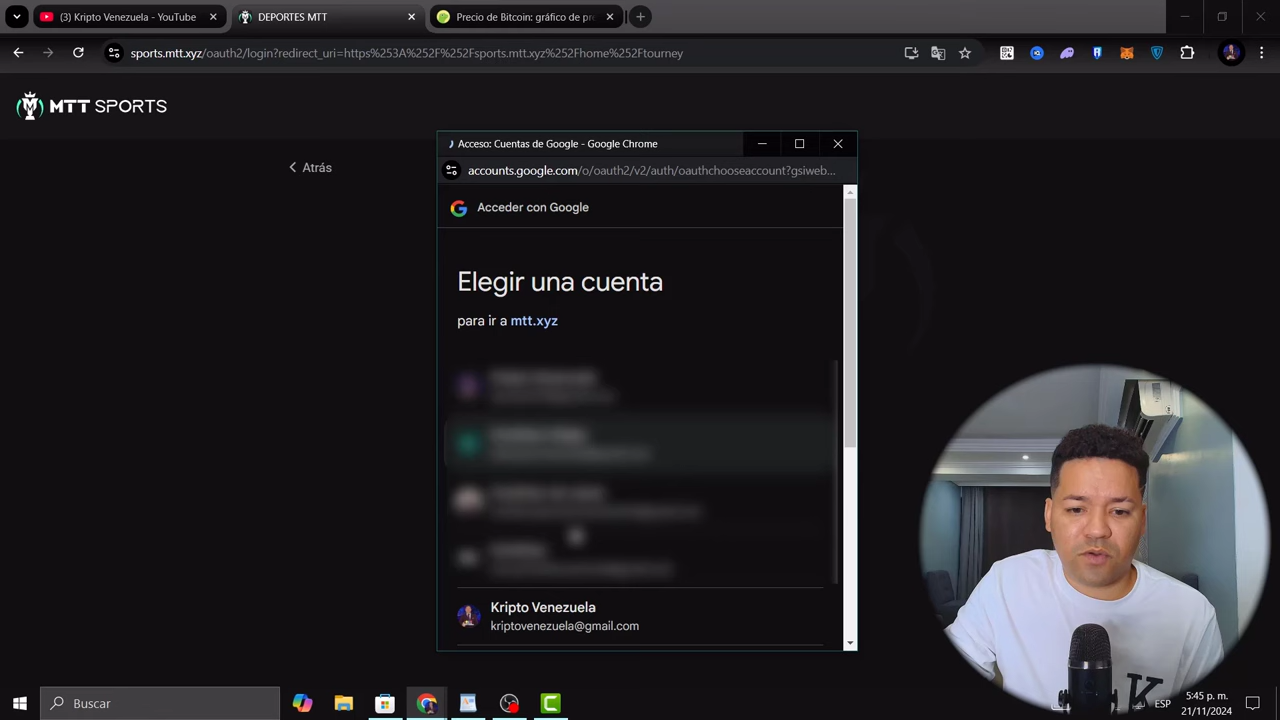 (3) Kripto Venezuela - YouTube
DEPORTES MTT
Precio de Bitcoin: gráfico de pre
sports.mtt.xyz/oauth2/login?redirect_uri=https%253A%252F%252Fsports.mtt.xyz%252Fhome%252Ftourney
MTT SPORTS
Atrás
Acceso: Cuentas de Google - Google Chrome
accounts.google.com/o/oauth2/v2/auth/oauthchooseaccount?gsiweb...
Acceder con Google
Elegir una cuenta
para ir a mtt.xyz
Kripto Venezuela
kriptovenezuela@gmail.com
K
Buscar
ESP
5:45 p. m.
21/11/2024